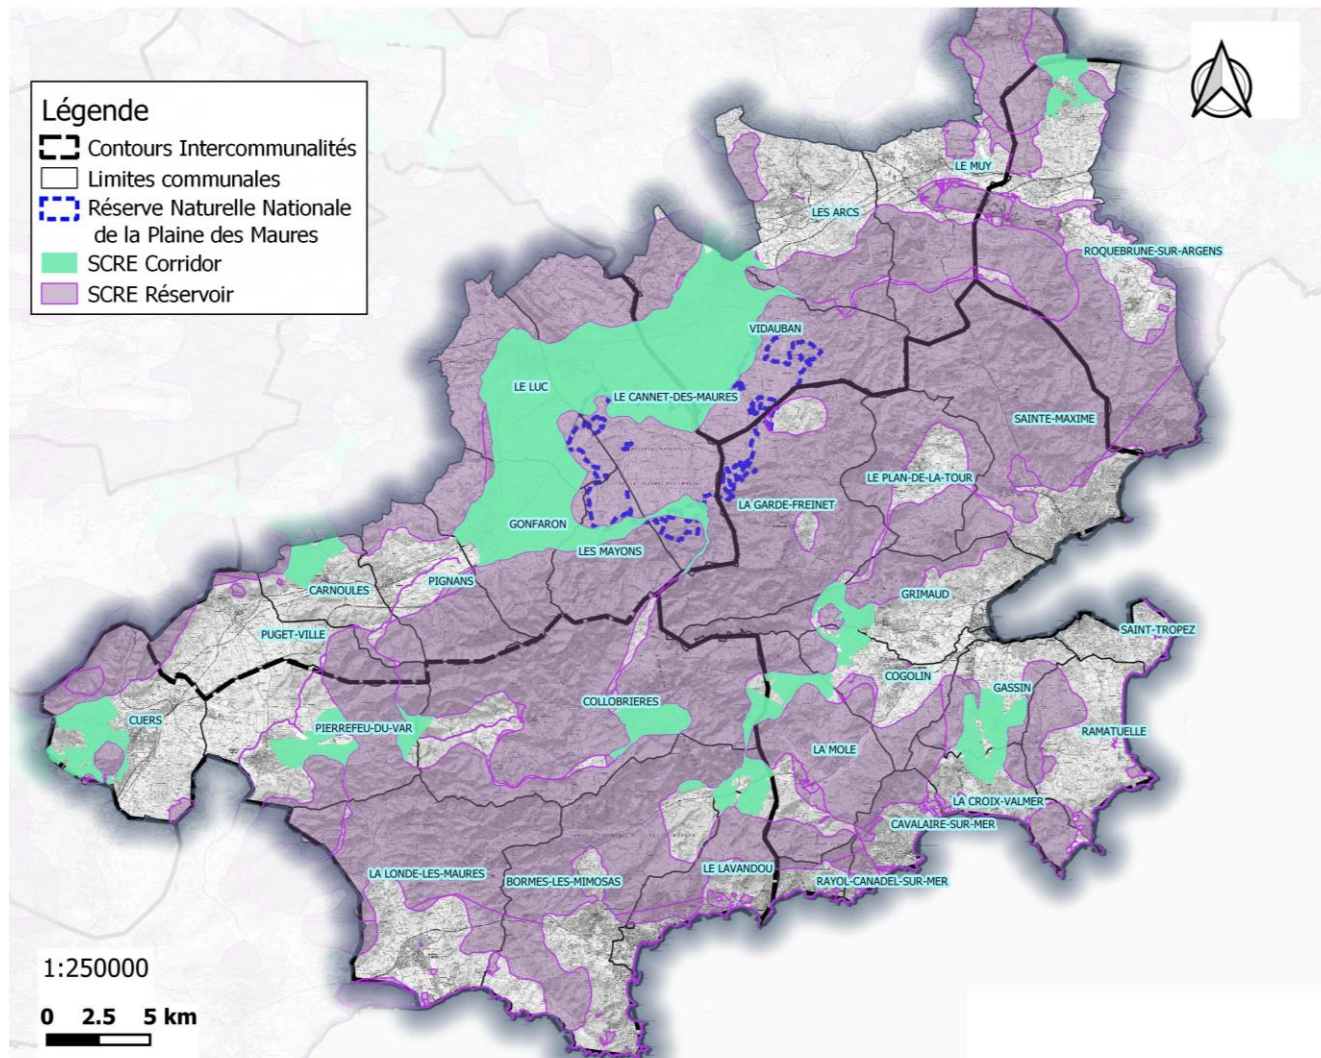 Légende
Contours Intercommunalités
Limites communales
Réserve Naturelle Nationale
de la Plaine des Maures
SCRE Corridor
SCRE Réservoir
LE MUY
LES ARCS
ROQUEBRUNE-SUR-ARGENS
VIDAUBAN
LE LUC
LE CANNET-DES-MAURES
SAINTE-MAXIME
LE PLAN-DE-LA-TOUR
LA GARDE-FREINET
GONFARON
LES MAYONS
PIGNANS
CARNOULES
GRIMAUD
SAINT-TROPEZ
PUGET-VILLE
COGOLIN
GASSIN
COLLOBRIERES
CUERS
PIERREFEU-DU-VAR
RAMATUELLE
LA MOLE
LA CROIX-VALMER
CAVALAIRE-SUR-MER
LE LAVANDOU
LA LONDE-LES-MAURES
BORMES-LES-MIMOSAS
RAYOL-CANADEL-SUR-MER
1:250000
0 2.5 5 km